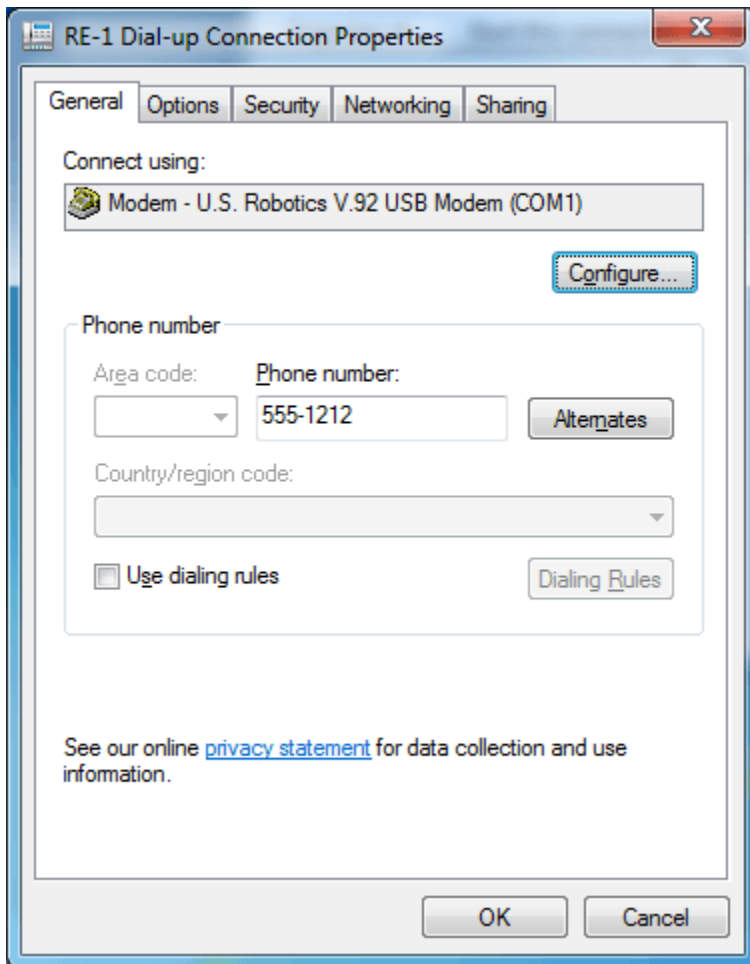 RE-1 Dial-up Connection Properties
General Options Security Networking Sharing
Connect using:
Modem - U.S. Robotics V.92 USB Modem (COM1)
Configure...
Phone number
Area code: Phone number:
555-1212 Alternates
Country/region code:
Use dialing rules Dialing Rules
See our online privacy statement for data collection and use
information.
OK Cancel